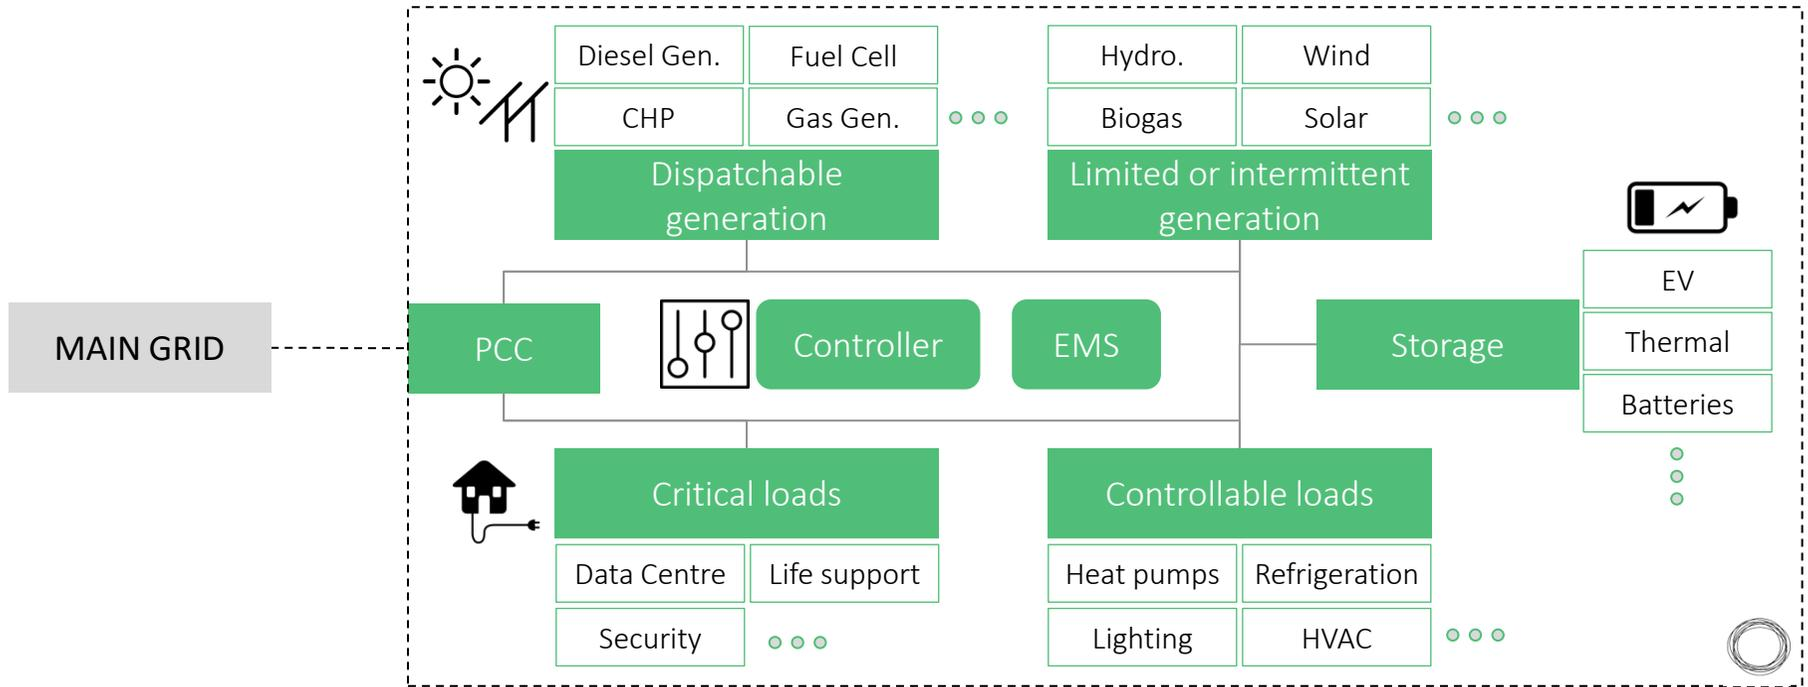 Diesel Gen.
Fuel Cell
CHP
Gas Gen.
Dispatchable
generation
Hydro.
Wind
Biogas
Solar
Limited or intermittent
generation
MAIN GRID
PCC
Controller
EMS
Storage
EV
Thermal
Batteries
Critical loads
Data Centre
Life support
Security
Controllable loads
Heat pumps
Refrigeration
Lighting
HVAC